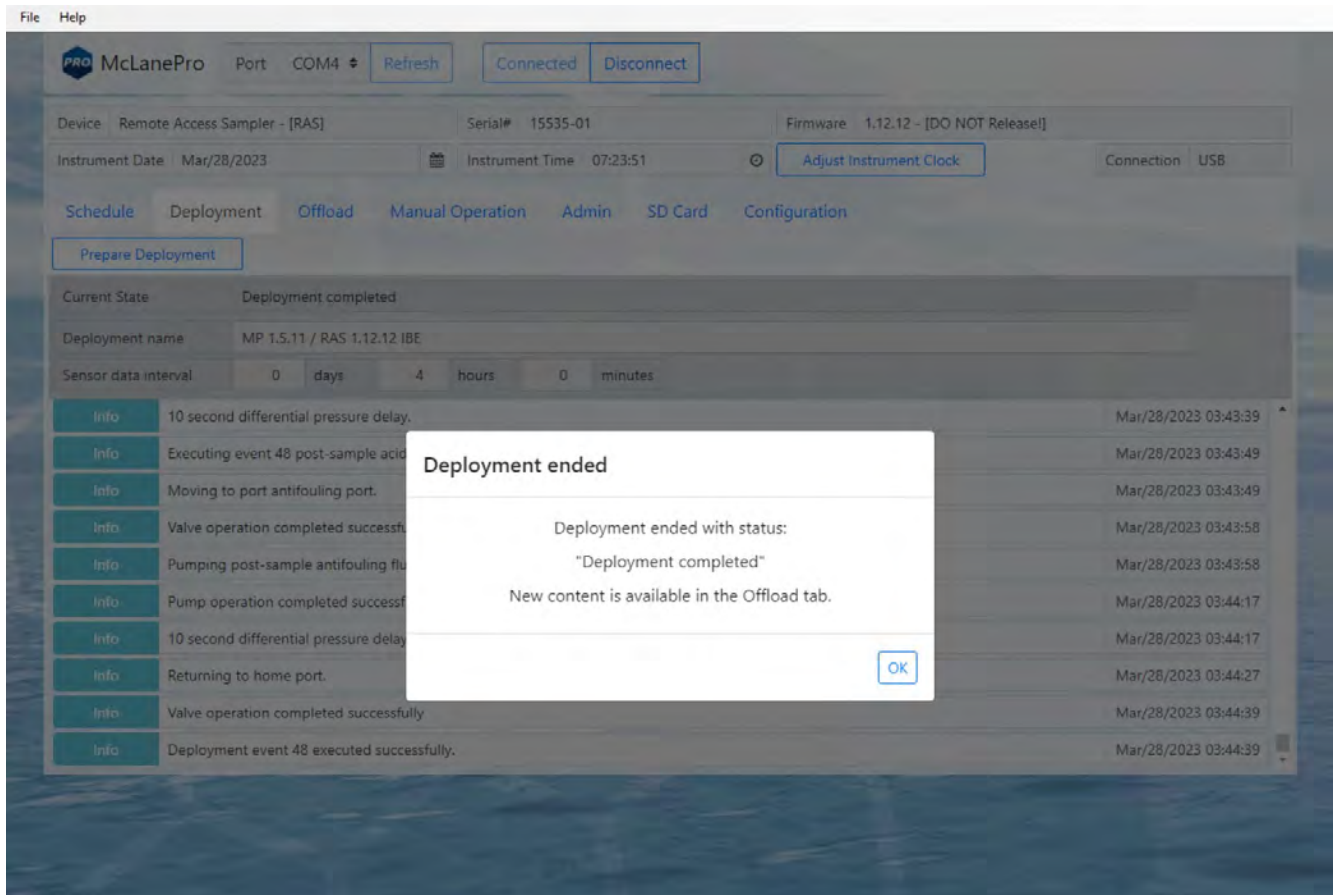 File Help
PRO McLanePro Port COM4 Refresh Connected Disconnect
Device Remote Access Sampler - [RAS] Serial# 15535-01 Firmware 1.12.12 - [DO NOT Release!]
Instrument Date Mar/28/2023 Instrument Time 07:23:51 Adjust Instrument Clock Connection USB
Schedule Deployment Offload Manual Operation Admin SD Card Configuration
Prepare Deployment
Current State Deployment completed
Deployment name MP 1.5.11 / RAS 1.12.12 IBE
Sensor data interval 0 days 4 hours 0 minutes
Info 10 second differential pressure delay. Mar/28/2023 03:43:39
Info Executing event 48 post-sample acid Mar/28/2023 03:43:49
Info Moving to port antifouling port. Mar/28/2023 03:43:49
Info Valve operation completed successfu Mar/28/2023 03:43:58
Info Pumping post-sample antifouling flu Mar/28/2023 03:43:58
Info Pump operation completed successf Mar/28/2023 03:44:17
Info 10 second differential pressure delay Mar/28/2023 03:44:17
Info Returning to home port. Mar/28/2023 03:44:27
Info Valve operation completed successfully Mar/28/2023 03:44:39
Info Deployment event 48 executed successfully. Mar/28/2023 03:44:39
Deployment ended
Deployment ended with status:
"Deployment completed"
New content is available in the Offload tab.
OK